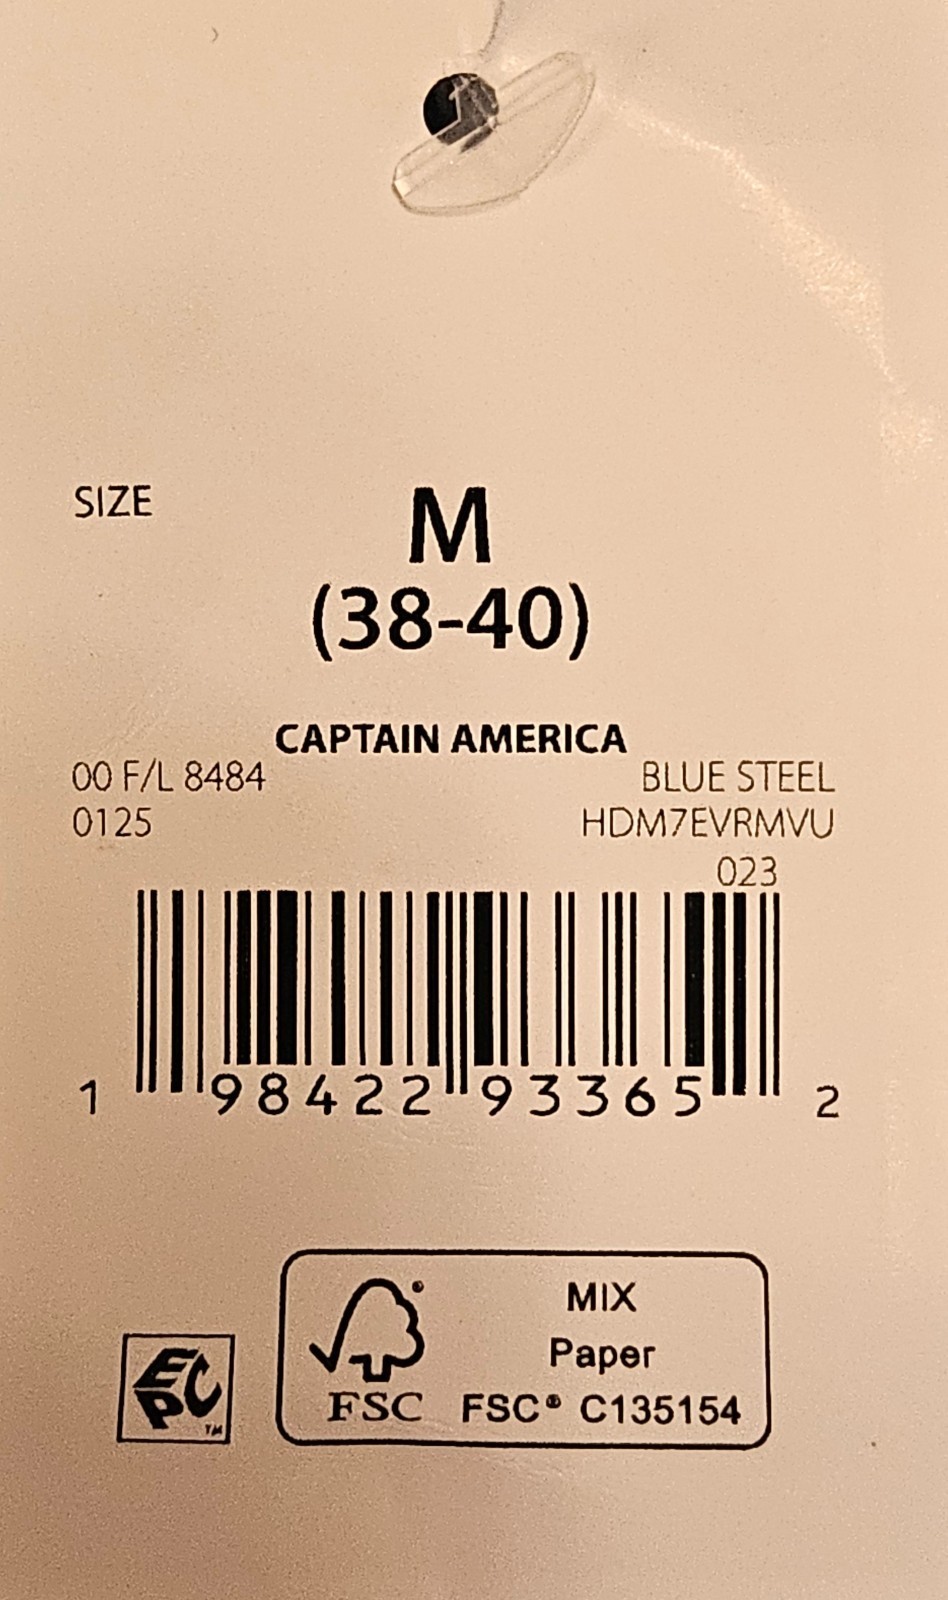 SIZE
M
(38-40)
CAPTAIN AMERICA
00 F/L 8484 BLUE STEEL
0125 HDM7EVRMVU
023
1 98422 93365 2
MIX
Paper
FSC FSC® C135154
EPC™